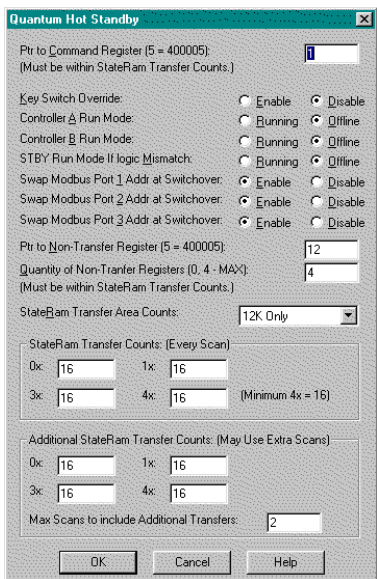 Quantum Hot Standby
Ptr to Command Register (5 = 400005): 1
(Must be within StateRam Transfer Counts.)
Key Switch Override: Enable Disable
Controller A Run Mode: Running Offline
Controller B Run Mode: Running Offline
STBY Run Mode If logic Mismatch: Running Offline
Swap Modbus Port 1 Addr at Switchover: Enable Disable
Swap Modbus Port 2 Addr at Switchover: Enable Disable
Swap Modbus Port 3 Addr at Switchover: Enable Disable
Ptr to Non-Transfer Register (5 = 400005): 12
Quantity of Non-Tranfer Registers (0, 4 - MAX): 4
(Must be within StateRam Transfer Counts.)
StateRam Transfer Area Counts: 12K Only
StateRam Transfer Counts: (Every Scan)
0x: 16 1x: 16
3x: 16 4x: 16 (Minimum 4x = 16)
Additional StateRam Transfer Counts: (May Use Extra Scans)
0x: 16 1x: 16
3x: 16 4x: 16
Max Scans to include Additional Transfers: 2
OK Cancel Help